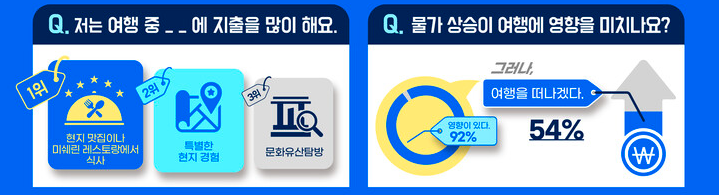 Q. 저는 여행 중 _ _ 에 지출을 많이 해요.
1위
현지 맛집이나
미쉐린 레스토랑에서
식사
2위
특별한
현지 경험
3위
문화유산탐방
Q. 물가 상승이 여행에 영향을 미치나요?
영향이 있다.
92%
그러나,
여행을 떠나겠다.
54%
₩